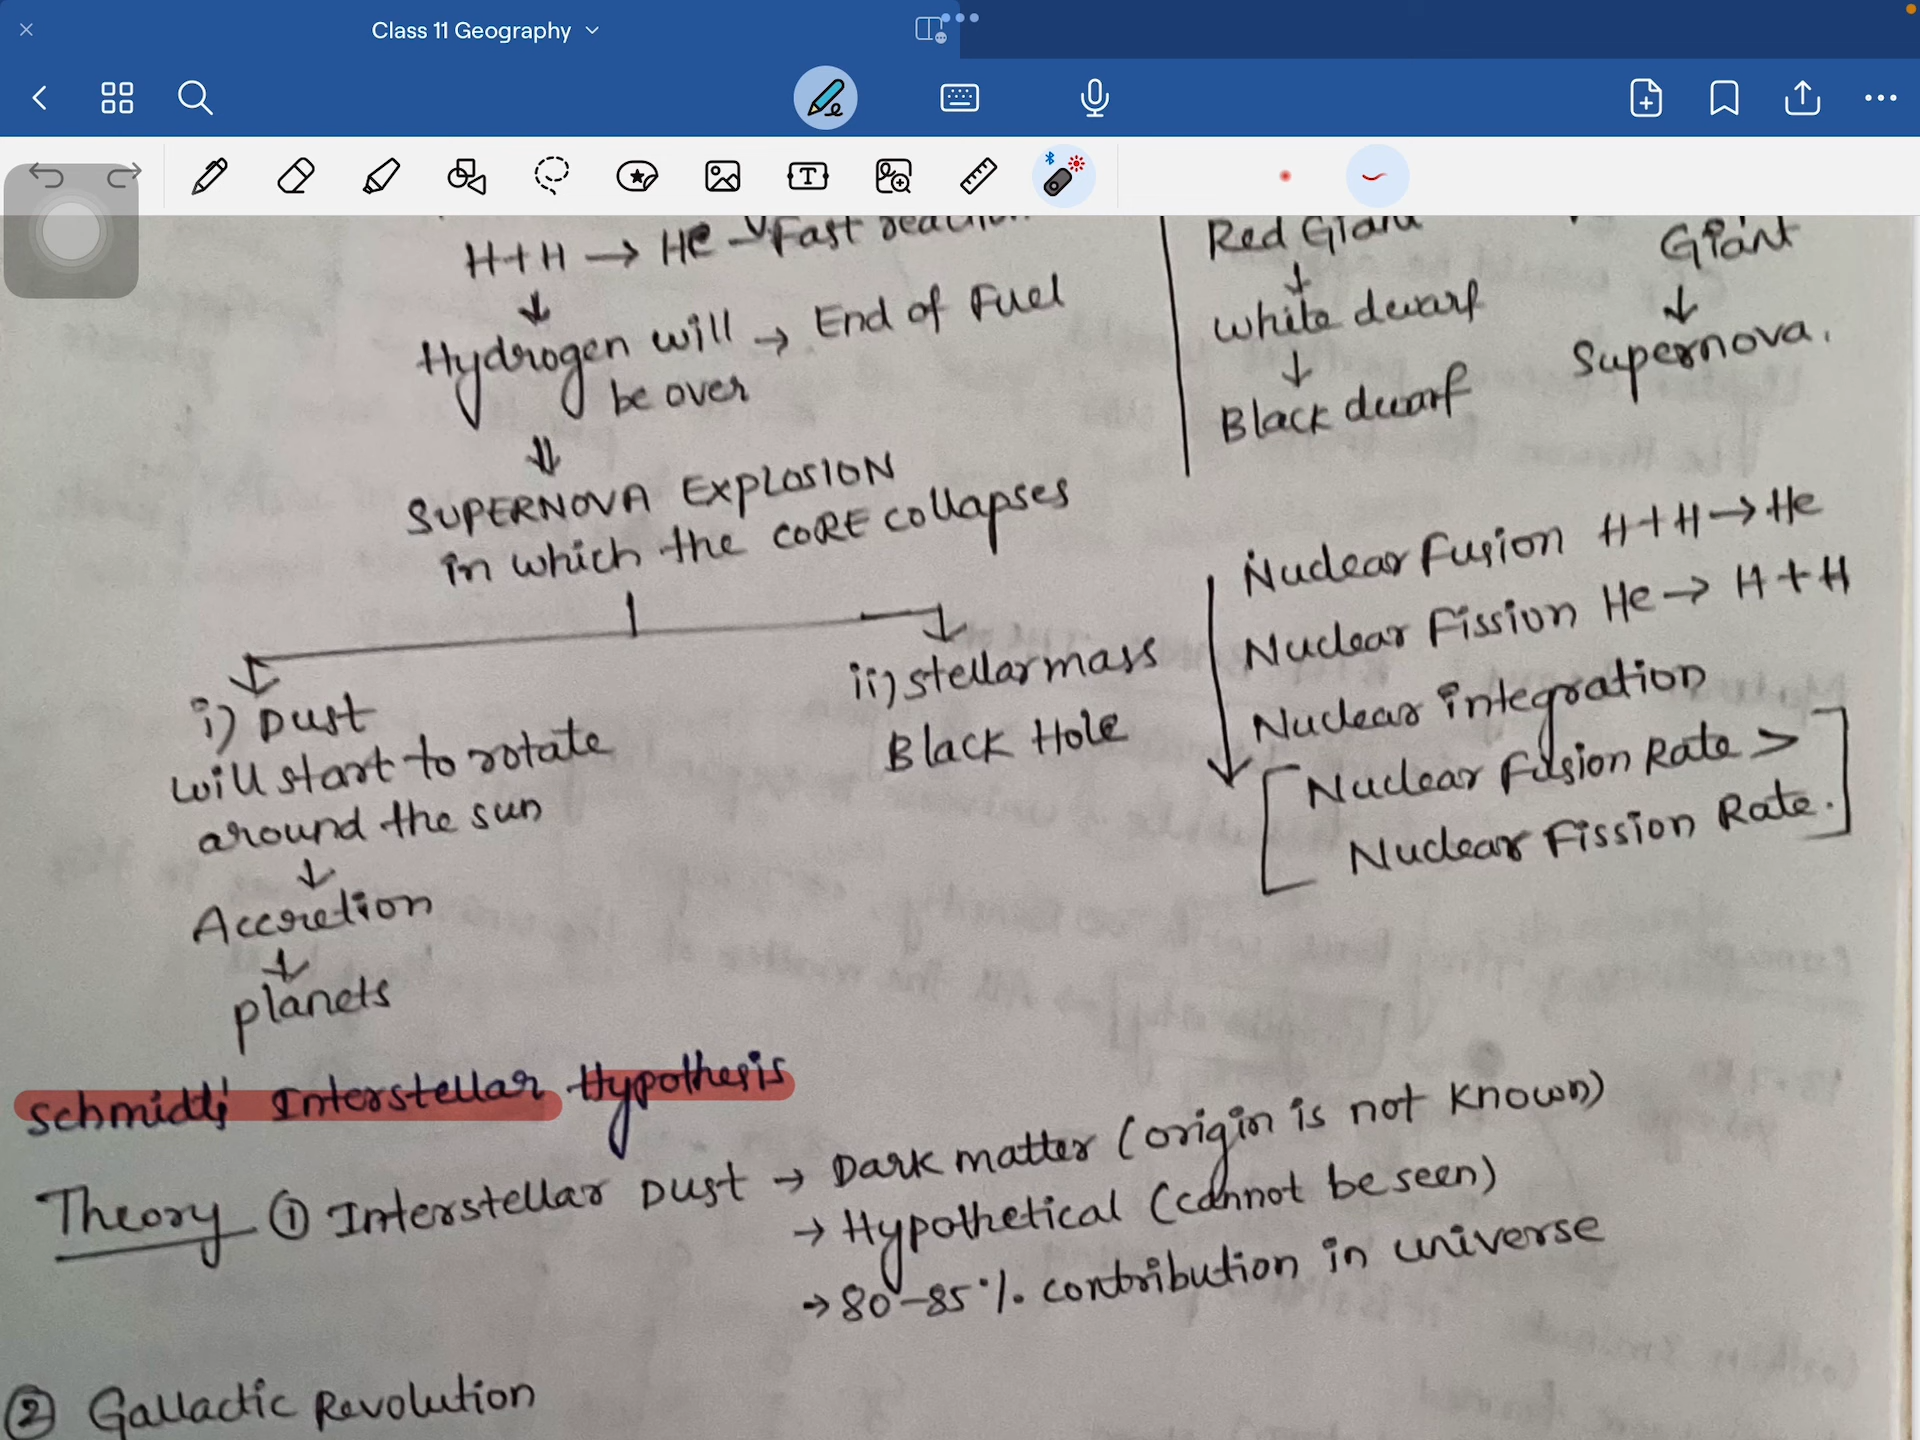 Class 11 Geography
H+H → He → Fast reaction
Hydrogen will → End of Fuel
be over
SUPERNOVA EXPLOSION
in which the CORE collapses
i) Dust
will start to rotate
around the sun
Accretion
planets
ii) stellar mass
Black Hole
Red Giant
white dwarf
Black dwarf
Giant
Supernova.
Nuclear Fusion H+H→He
Nuclear Fission He→ H+H
Nuclear integration
[Nuclear fusion Rate >
Nuclear Fission Rate.]
Schmidt's Interstellar Hypothesis
Theory ① Interstellar Dust → Dark matter (origin is not known)
→ Hypothetical (cannot be seen)
→ 80-85% contribution in universe
② Gallactic Revolution